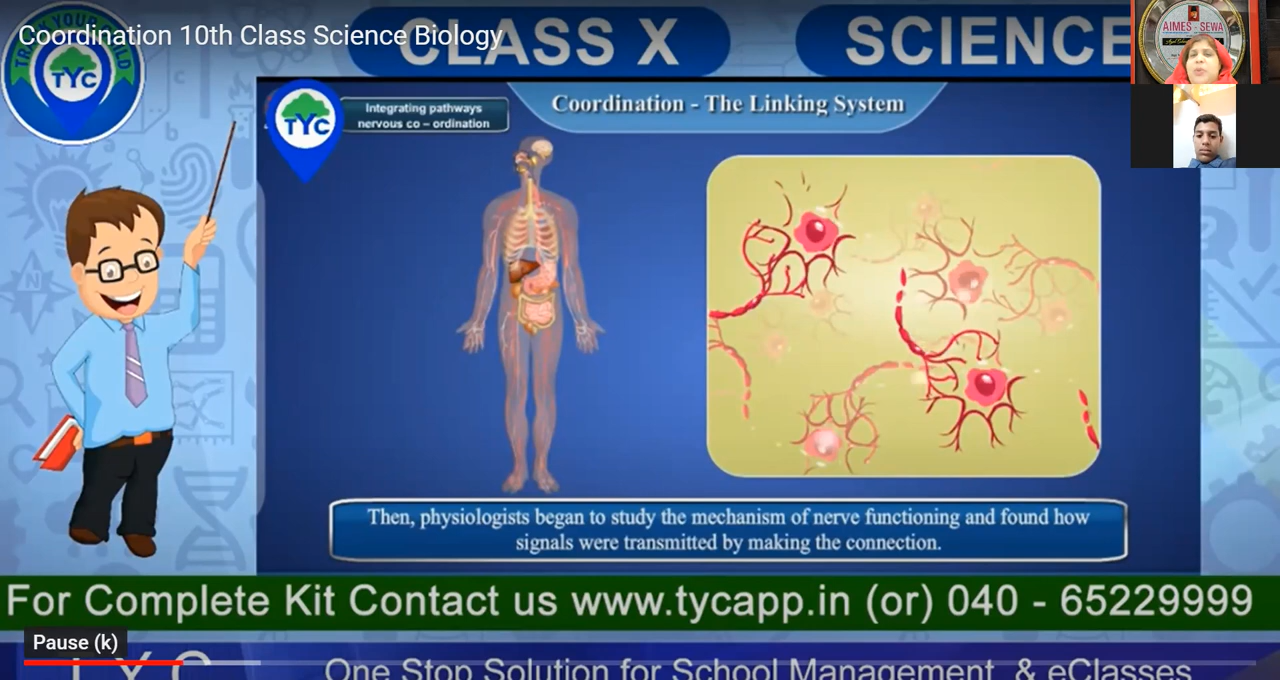 Coordination 10th Class Science Biology
CLASS X
SCIENCE
AIMES - SEWA
TYC
TYC
Integrating pathways
nervous co – ordination
Coordination - The Linking System
Then, physiologists began to study the mechanism of nerve functioning and found how
signals were transmitted by making the connection.
For Complete Kit Contact us www.tycapp.in (or) 040 - 65229999
Pause (k)
TYC
One Stop Solution for School Management & eClasses